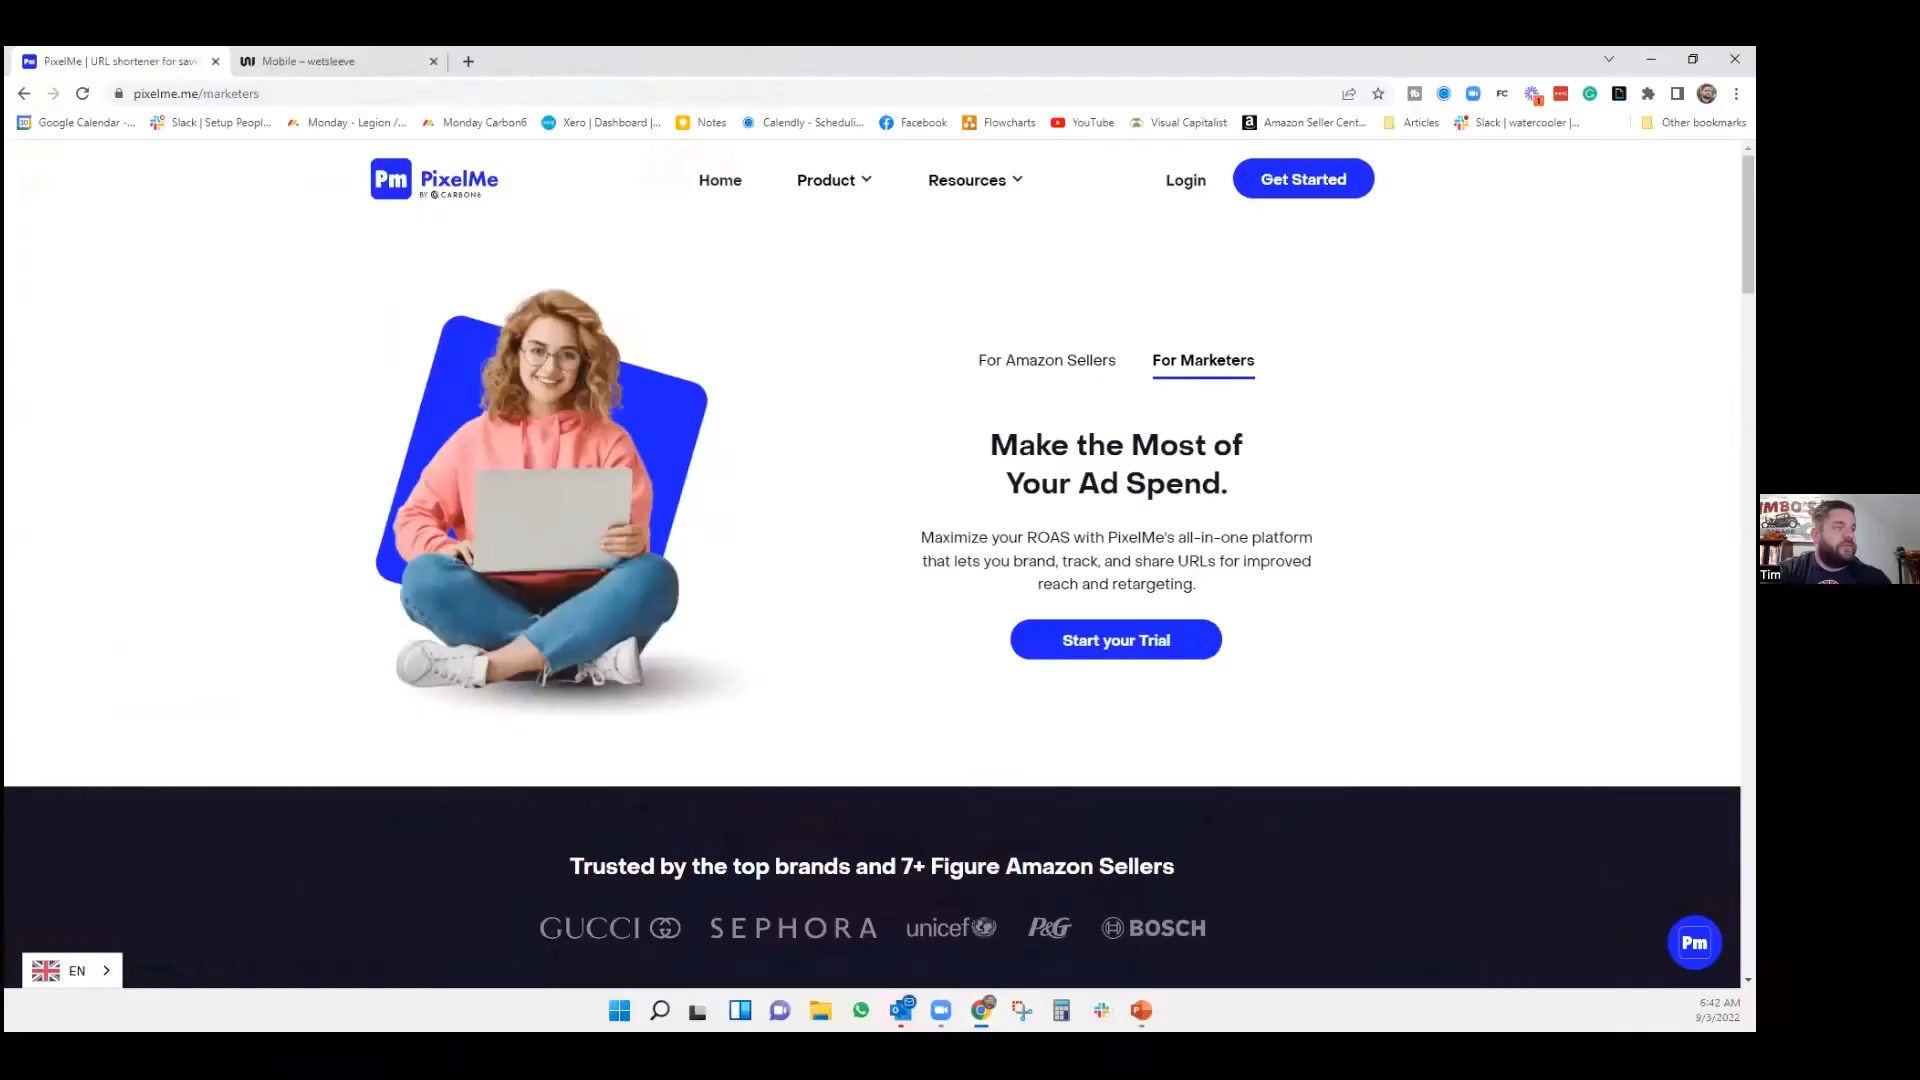 PixelMe | URL shortener for save
Mobile – wetsleeve
pixelme.me/marketers
Google Calendar -...
Slack | Setup Peopl...
Monday - Legion /...
Monday Carbon6
Xero | Dashboard |...
Notes
Calendly - Scheduli...
Facebook
Flowcharts
YouTube
Visual Capitalist
Amazon Seller Cent...
Articles
Slack | watercooler |...
Other bookmarks
Pm PixelMe
BY CARBON6
Home
Product
Resources
Login
Get Started
For Amazon Sellers
For Marketers
Make the Most of
Your Ad Spend.
Maximize your ROAS with PixelMe's all-in-one platform
that lets you brand, track, and share URLs for improved
reach and retargeting.
Start your Trial
Tim
Trusted by the top brands and 7+ Figure Amazon Sellers
GUCCI
SEPHORA
unicef
P&G
BOSCH
Pm
EN
6:42 AM
9/3/2022